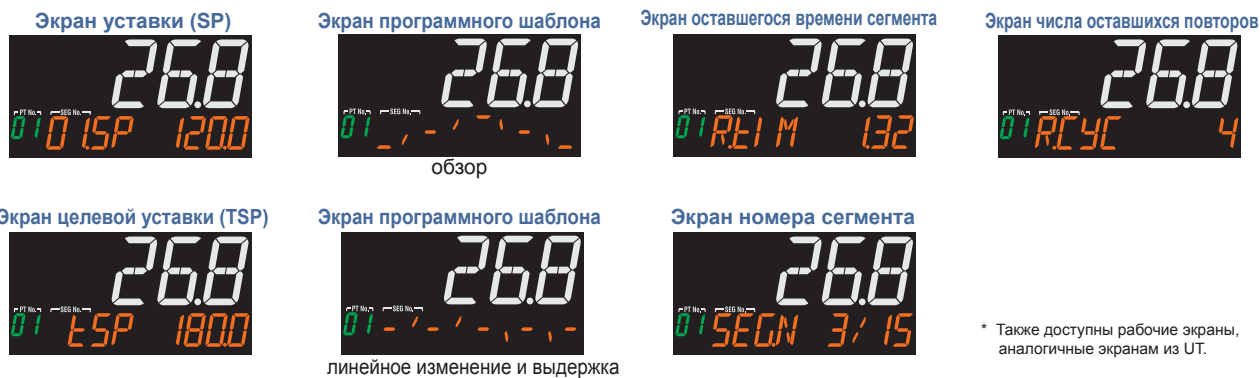 Экран уставки (SP)
26.8
PT No. SEG No.
01 01.SP 120.0
Экран программного шаблона
26.8
PT No. SEG No.
01
обзор
Экран оставшегося времени сегмента
26.8
PT No. SEG No.
01 R.tIM 1.32
Экран числа оставшихся повторов
26.8
PT No. SEG No.
01 R.CYC 4
Экран целевой уставки (TSP)
26.8
PT No. SEG No.
01 tSP 180.0
Экран программного шаблона
26.8
PT No. SEG No.
01
линейное изменение и выдержка
Экран номера сегмента
26.8
PT No. SEG No.
01 SEG.N 3/15
* Также доступны рабочие экраны,
аналогичные экранам из UT.